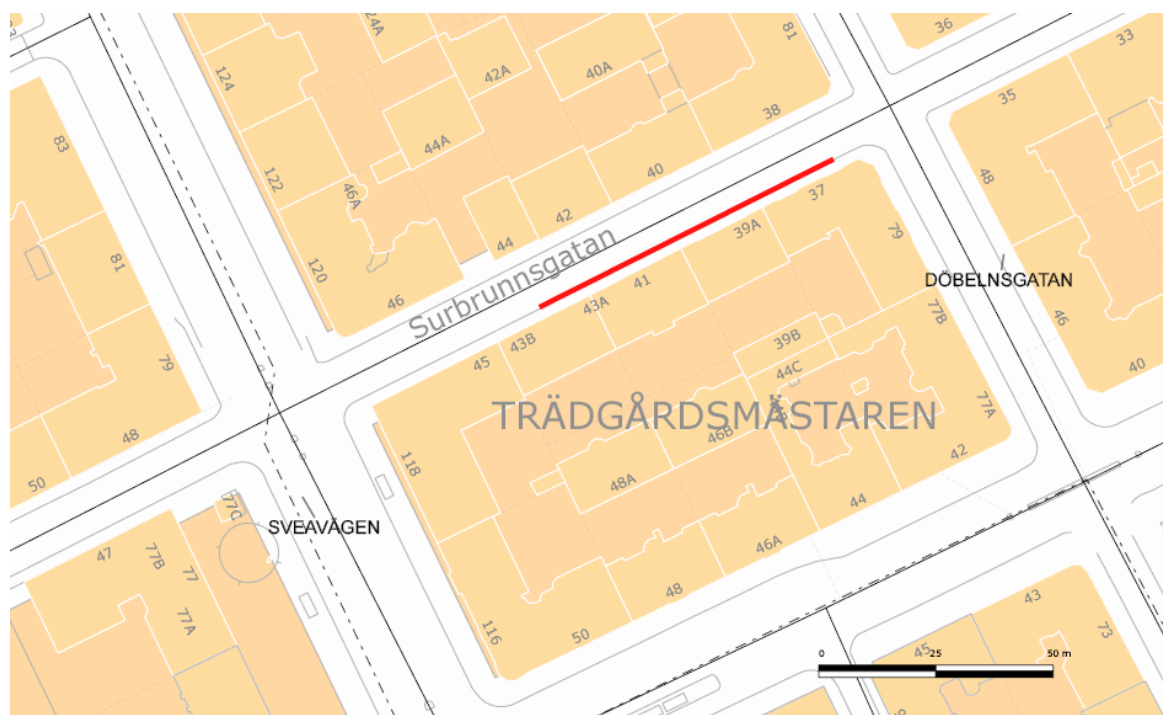 124
24A
42A
40A
81
36
33
35
83
44A
38
122
46A
40
48
42
37
81
44
39A
79
120
Surbrunnsgatan
41
DÖBELNSGATAN
46
43A
77B
46
79
45
43B
39B
44C
40
TRÄDGÅRDSMÄSTAREN
77A
48
46B
118
42
50
48A
44
77C
SVEAVÄGEN
47
77B
46A
77
48
43
77A
116
50
45
73
0 25 50 m